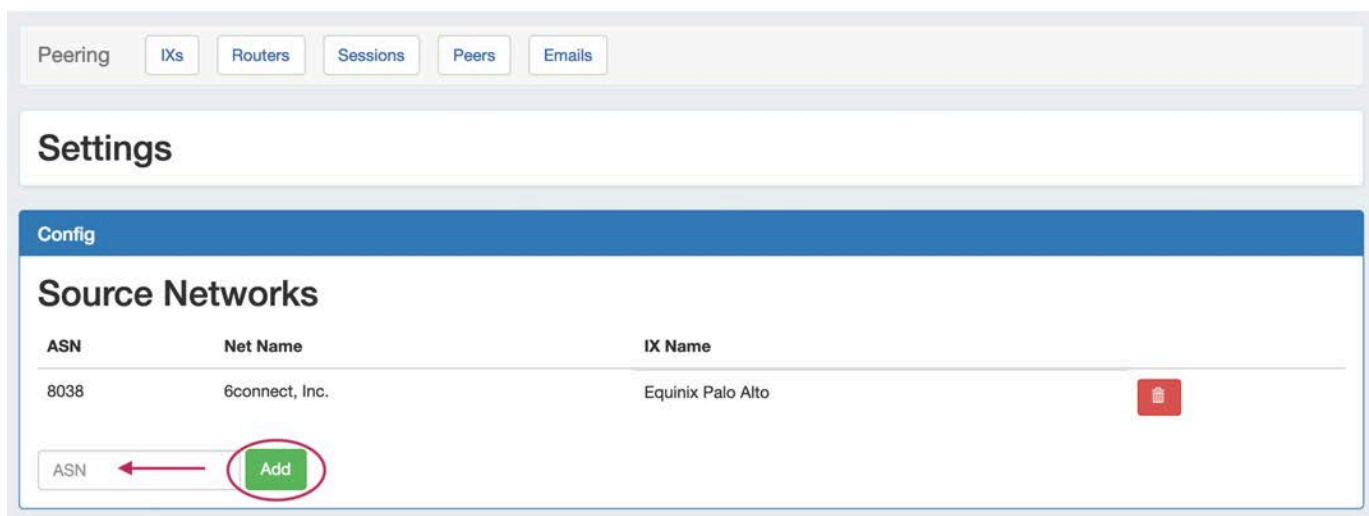 Peering IXs Routers Sessions Peers Emails
Settings
Config
Source Networks
ASN Net Name IX Name
8038 6connect, Inc. Equinix Palo Alto
ASN Add